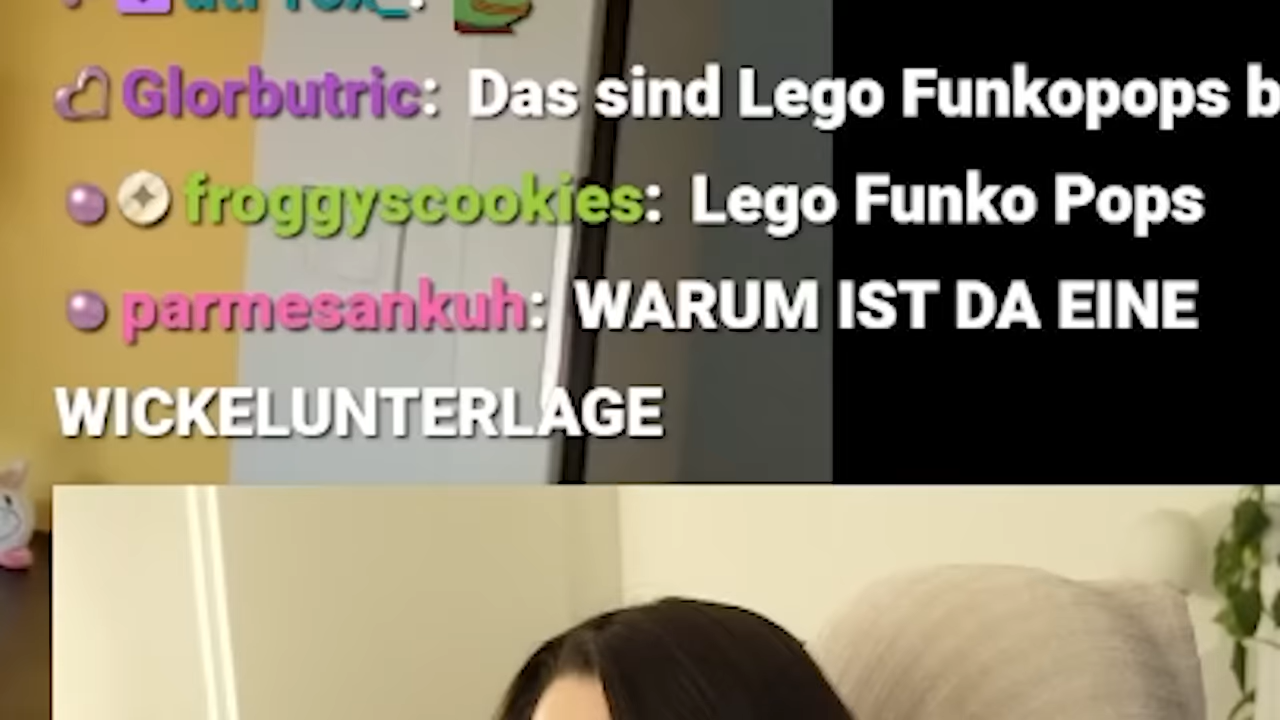 Glorbutric: Das sind Lego Funkopops
froggyscookies: Lego Funko Pops
parmesankuh: WARUM IST DA EINE
WICKELUNTERLAGE